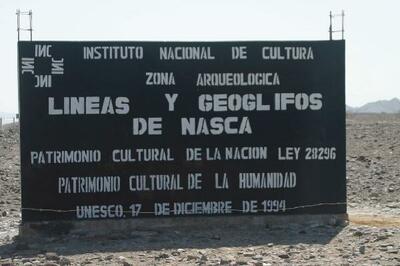 INC INSTITUTO NACIONAL DE CULTURA
INC INC
INC
ZONA ARQUEOLOGICA
LINEAS Y GEOGLIFOS
DE NASCA
PATRIMONIO CULTURAL DE LA NACION LEY 28296
PATRIMONIO CULTURAL DE LA HUMANIDAD
UNESCO, 17 DE DICIEMBRE DE 1994